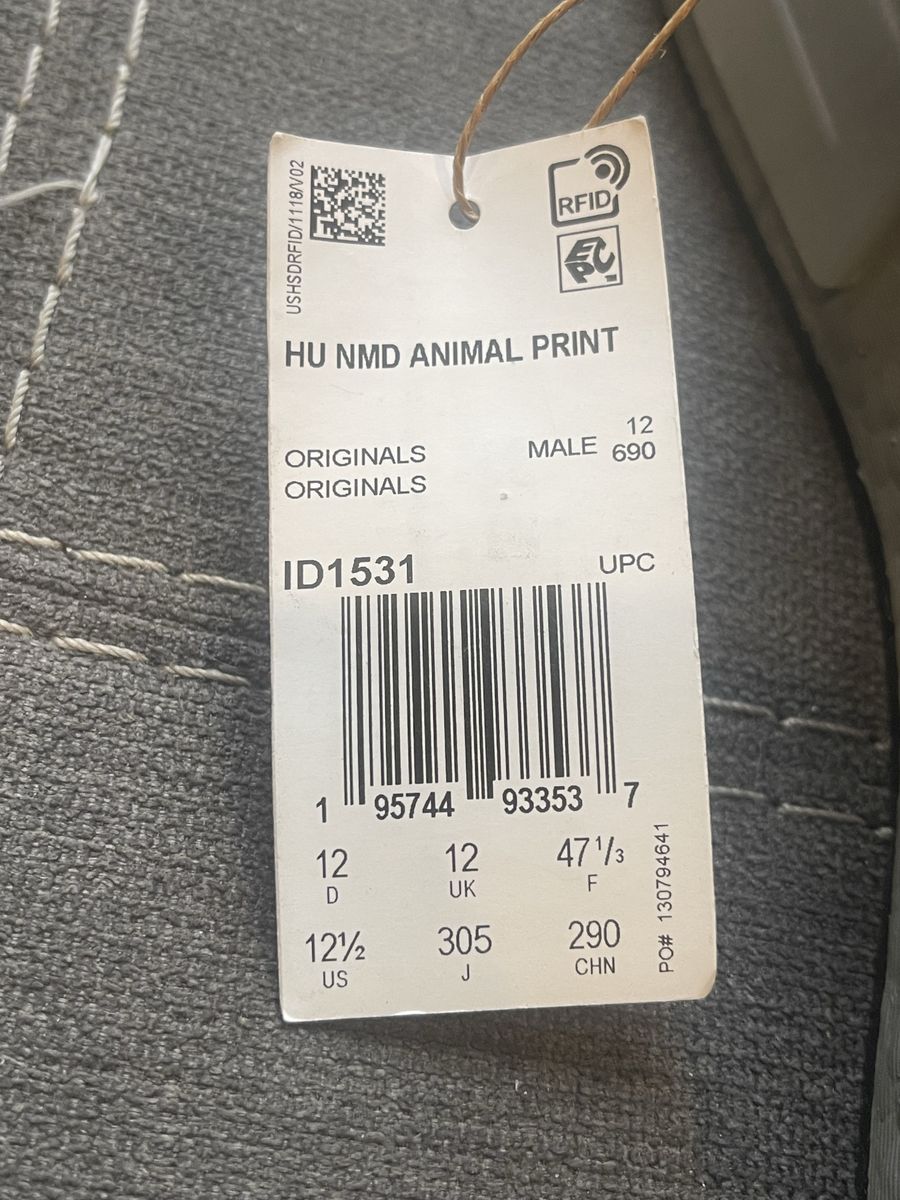 USHSDRFID/1118/V02
RFID
EPC
HU NMD ANIMAL PRINT
ORIGINALS
ORIGINALS
MALE
12
690
ID1531
UPC
1 95744 93353 7
12 12 47 1/3
D UK F
12½ 305 290
US J CHN
PO# 130794641